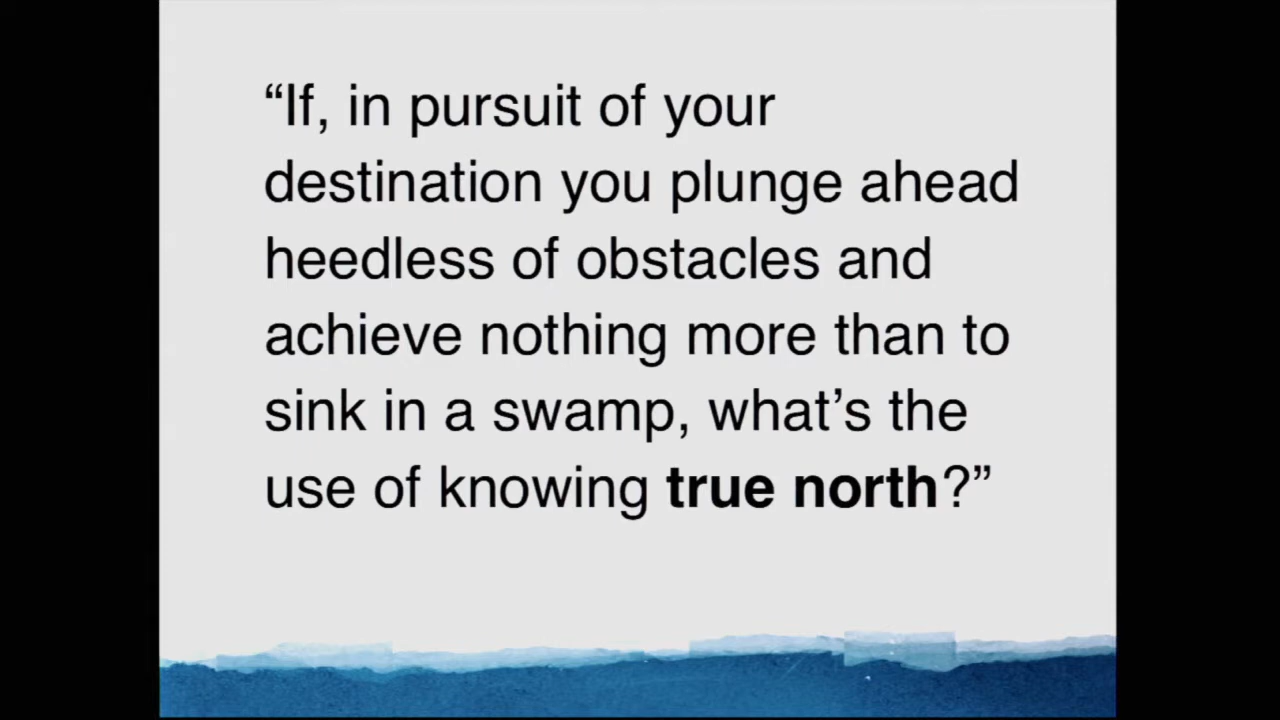 “If, in pursuit of your
destination you plunge ahead
heedless of obstacles and
achieve nothing more than to
sink in a swamp, what’s the
use of knowing true north?”